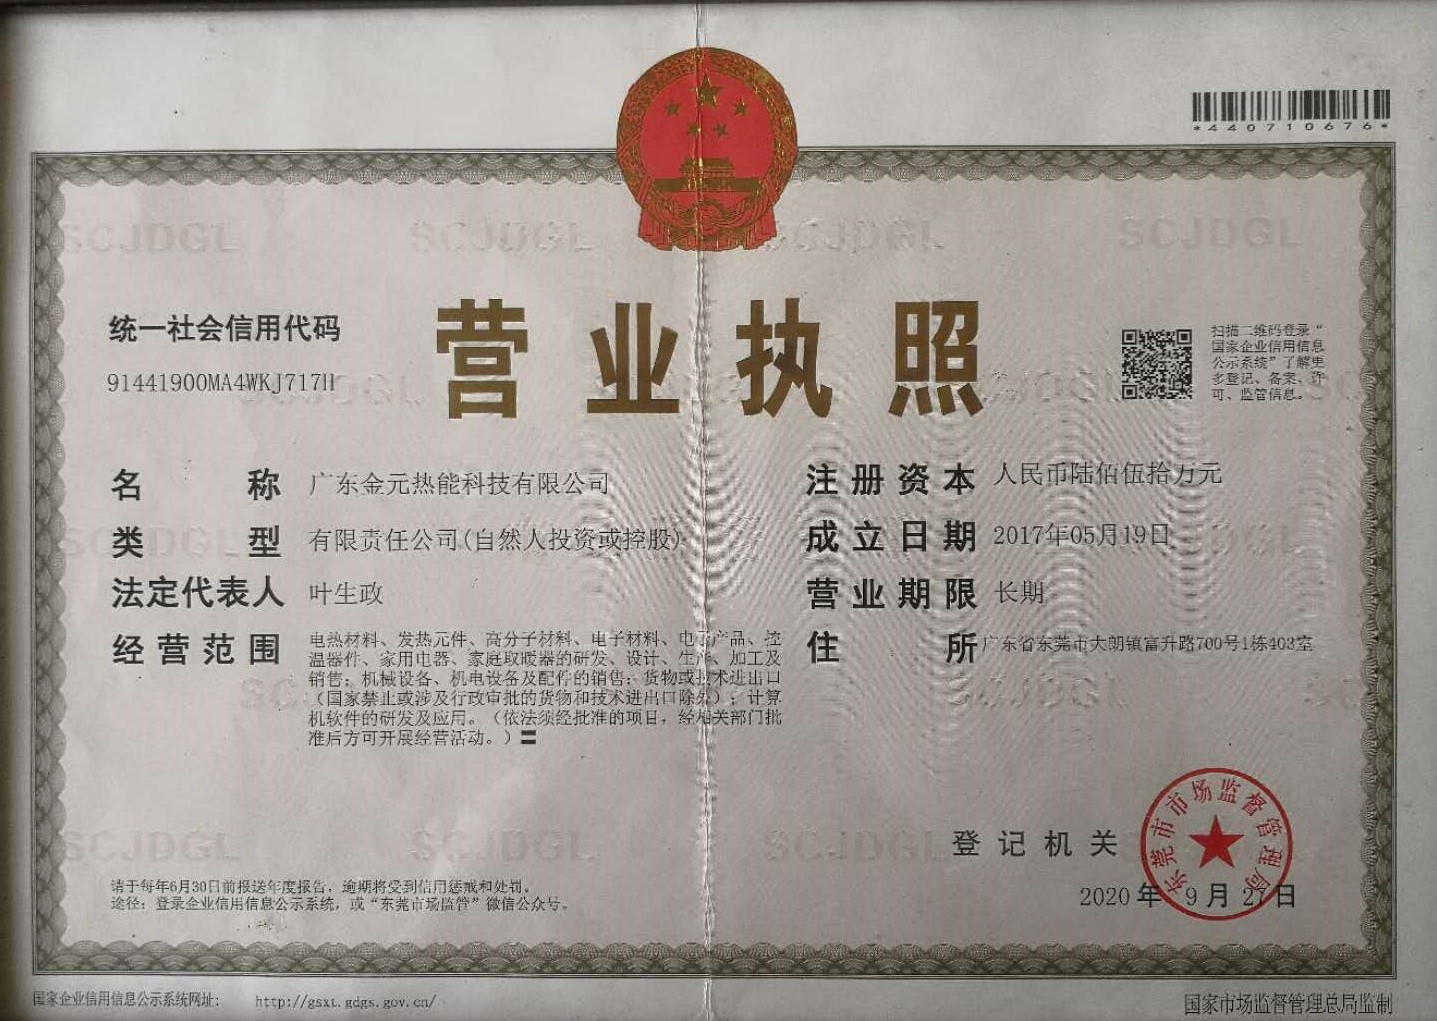 *440710676*
营业执照
统一社会信用代码
91441900MA4WKJ717H
扫描二维码登录“
国家企业信用信息
公示系统”了解更
多登记、备案、许
可、监管信息。
名称 广东金元热能科技有限公司
类型 有限责任公司(自然人投资或控股)
法定代表人 叶生政
经营范围 电热材料、发热元件、高分子材料、电子材料、电子产品、控
温器件、家用电器、家庭取暖器的研发、设计、生产、加工及
销售；机械设备、机电设备及配件的销售；货物或技术进出口
（国家禁止或涉及行政审批的货物和技术进出口除外）；计算
机软件的研发及应用。（依法须经批准的项目，经相关部门批
准后方可开展经营活动。）〓
注册资本 人民币陆佰伍拾万元
成立日期 2017年05月19日
营业期限 长期
住所 广东省东莞市大朗镇富升路700号1栋403室
登记机关
东莞市市场监督管理局
2020年9月27日
请于每年6月30日前报送年度报告，逾期将受到信用惩戒和处罚。
途径：登录企业信用信息公示系统，或“东莞市场监管”微信公众号。
国家企业信用信息公示系统网址： http://gsxt.gdgs.gov.cn/
国家市场监督管理总局监制
SCJDGL
SCJDGL
SCJDGL
SCJDGL
SCJDGL
SCJDGL
SCJDGL